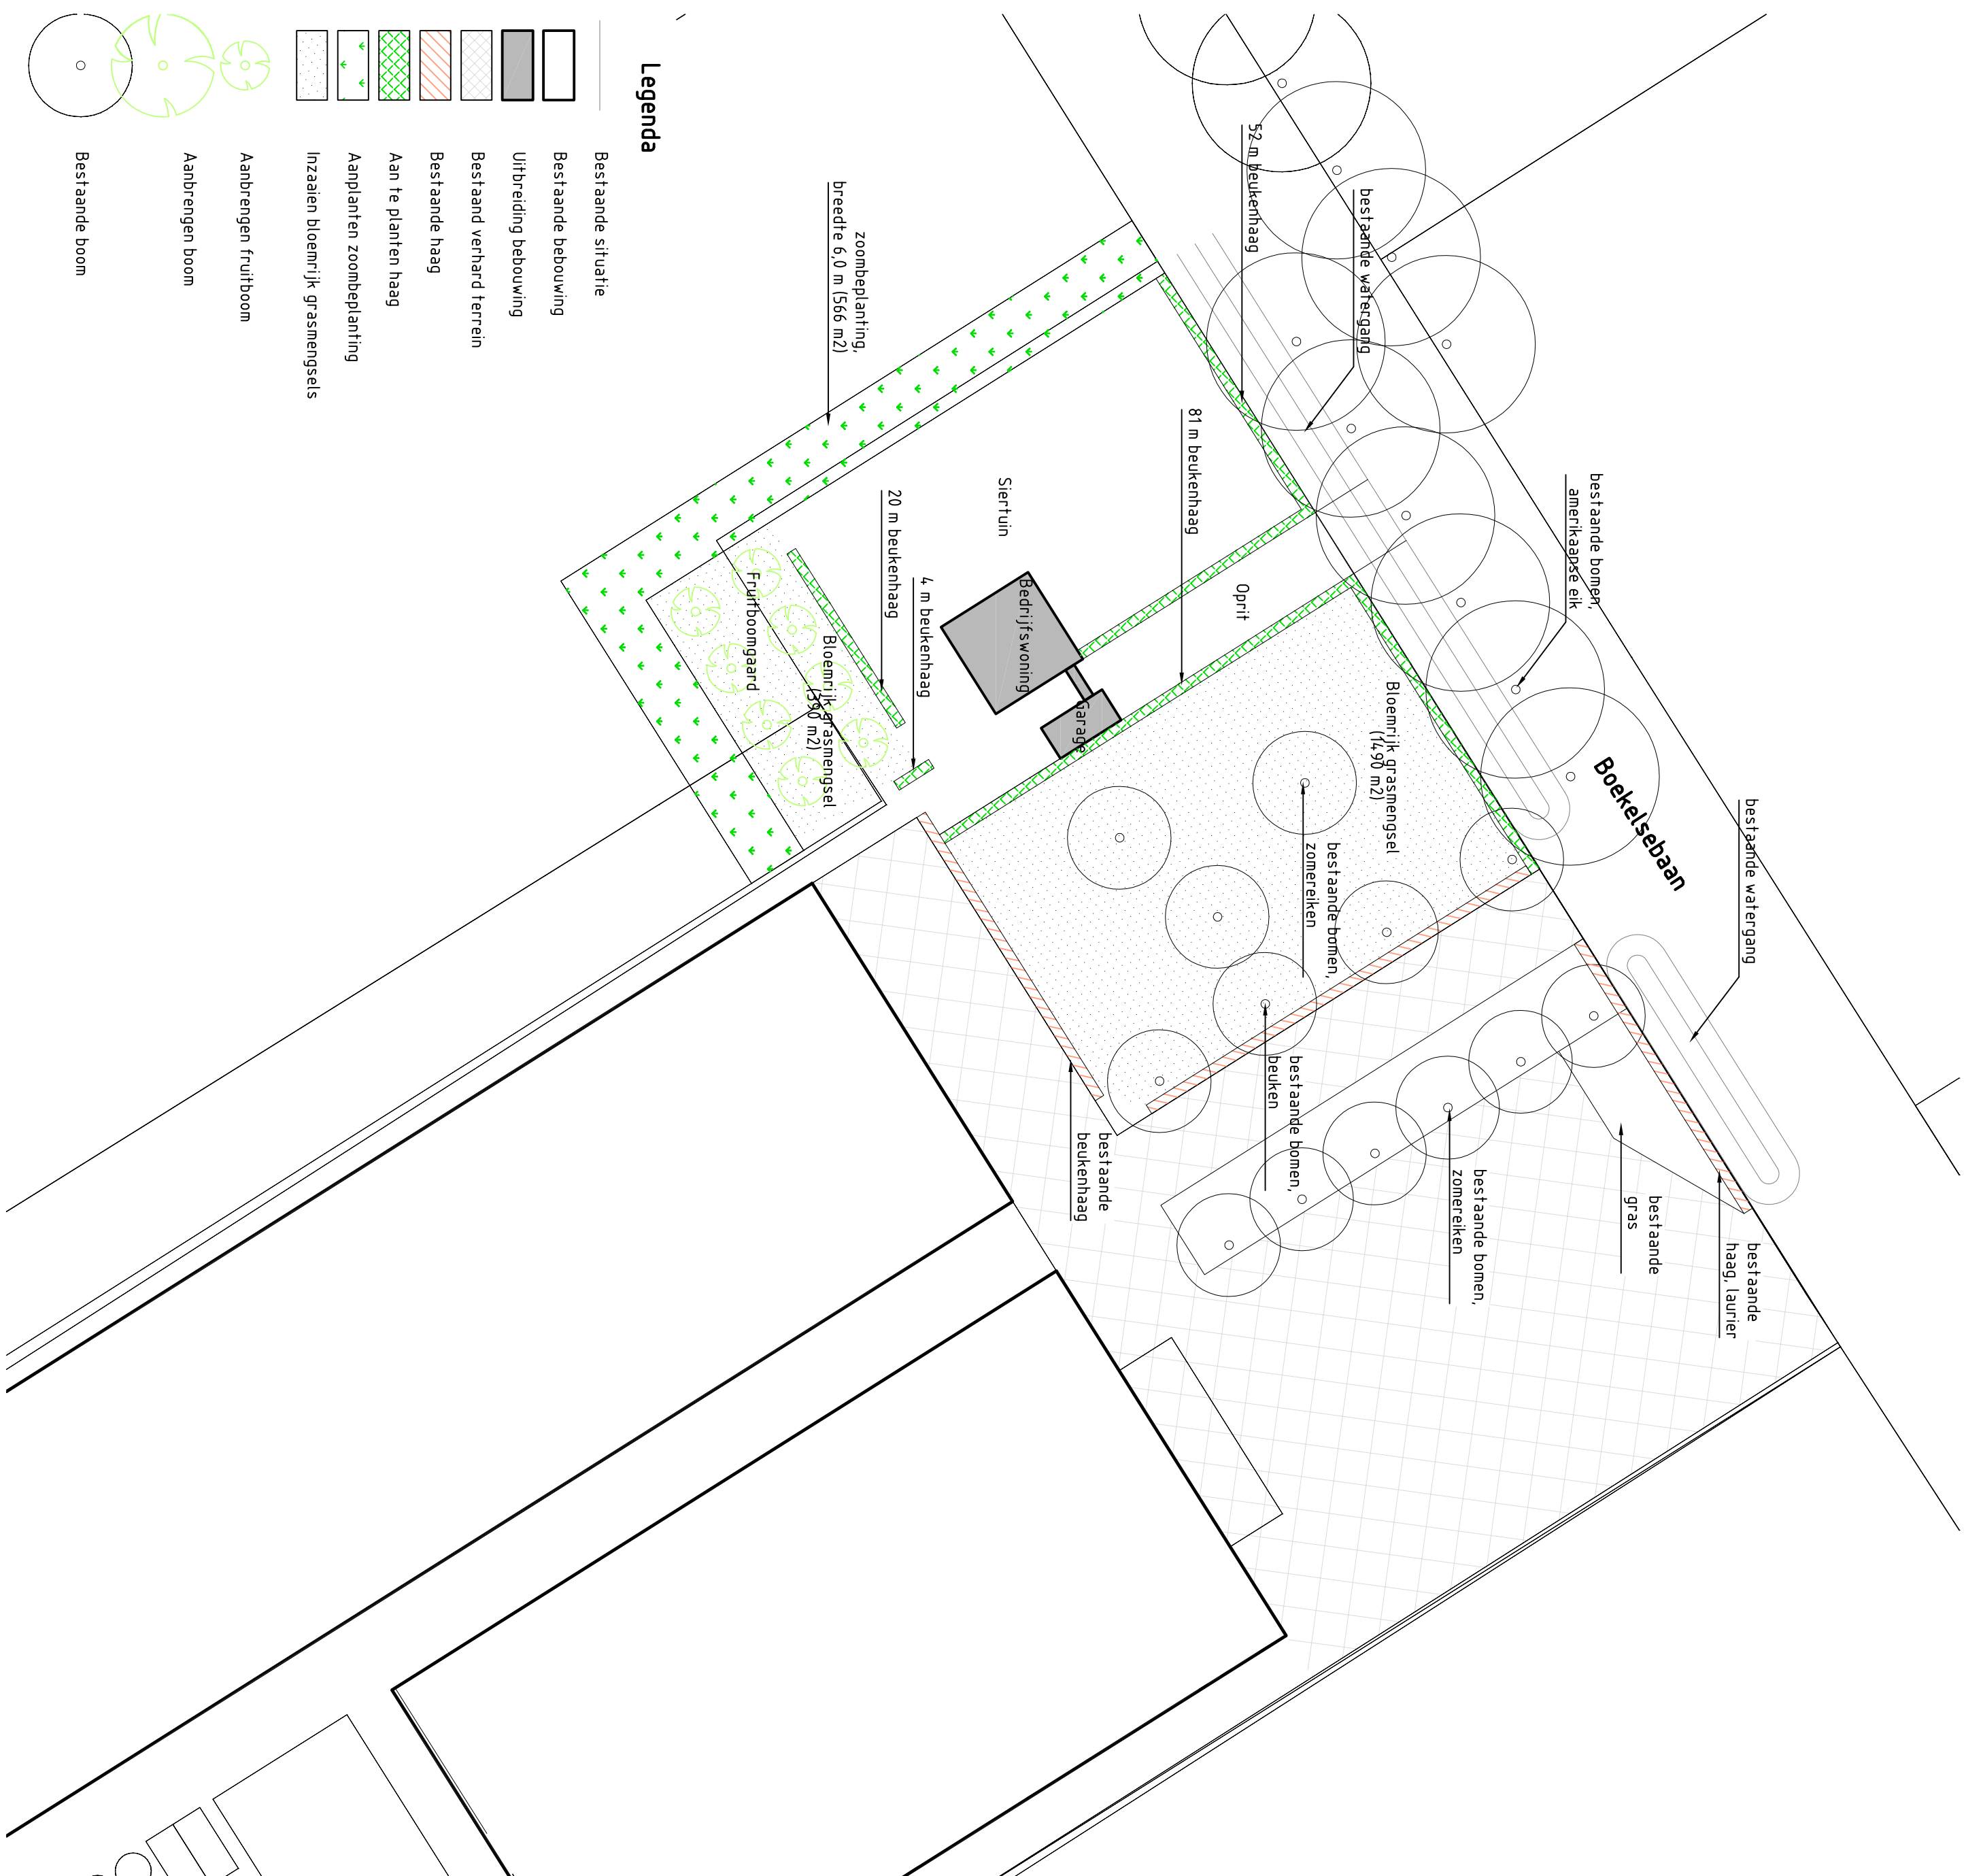 Legenda
Bestaande situatie
Bestaande bebouwing
Uitbreiding bebouwing
Bestaand verhard terrein
Bestaande haag
Aan te planten haag
Aanplanten zoombeplanting
Inzaaien bloemrijk grasmengsels
Aanbrengen fruitboom
Aanbrengen boom
Bestaande boom
bestaande watergang
Boekelsebaan
bestaande bomen,
amerikaanse eik
bestaande
haag, laurier
bestaande
gras
bestaande watergang
52 m beukenhaag
81 m beukenhaag
Oprit
Bloemrijk grasmengsel
(1490 m2)
bestaande bomen,
zomereiken
bestaande bomen,
zomereiken
bestaande bomen,
beuken
bestaande
beukenhaag
Siertuin
Bedrijfswoning
Garage
4 m beukenhaag
20 m beukenhaag
zoombeplanting,
breedte 6,0 m (566 m2)
Bloemrijk grasmengsel
(390 m2)
Fruitboomgaard